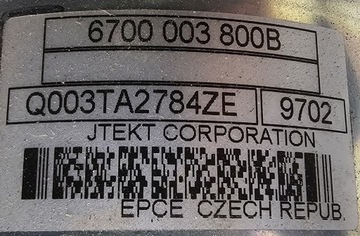 6700 003 800B
Q003TA2784ZE 9702
JTEKT CORPORATION
EPCE CZECH REPUB.